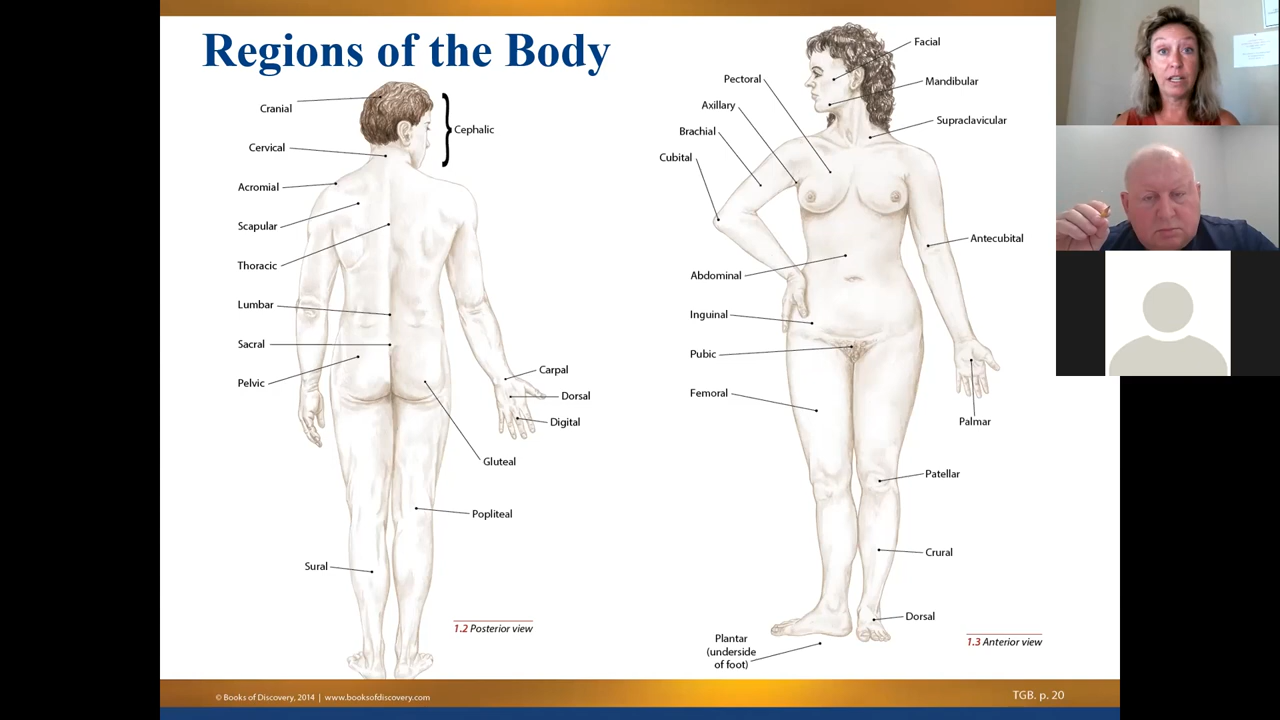 Regions of the Body
Cranial
Cephalic
Cervical
Acromial
Scapular
Thoracic
Lumbar
Sacral
Pelvic
Carpal
Dorsal
Digital
Gluteal
Popliteal
Sural
1.2 Posterior view
Facial
Pectoral
Mandibular
Axillary
Supraclavicular
Brachial
Cubital
Antecubital
Abdominal
Inguinal
Pubic
Femoral
Palmar
Patellar
Crural
Dorsal
Plantar
(underside
of foot)
1.3 Anterior view
© Books of Discovery, 2014 | www.booksofdiscovery.com
TGB. p. 20